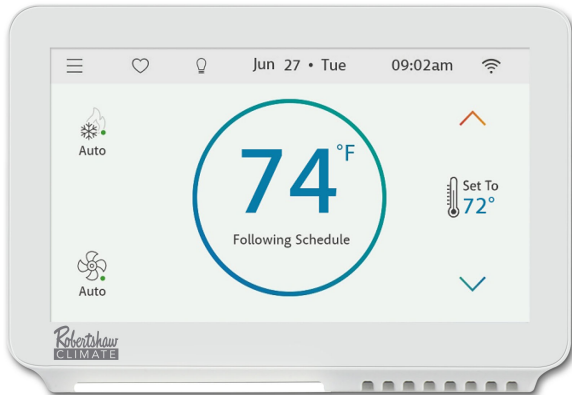 Jun 27 • Tue
09:02am
Auto
74°F
Following Schedule
Set To
72°
Auto
Robertshaw
CLIMATE